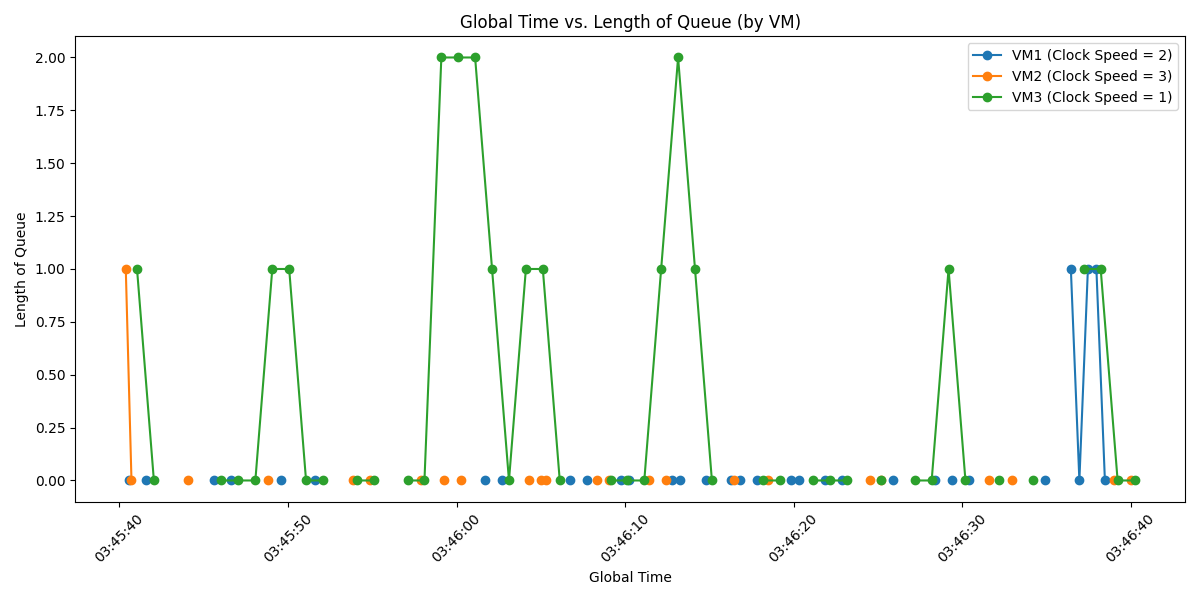 Global Time vs. Length of Queue (by VM)
VM1 (Clock Speed = 2)
VM2 (Clock Speed = 3)
VM3 (Clock Speed = 1)
Length of Queue
2.00
1.75
1.50
1.25
1.00
0.75
0.50
0.25
0.00
03:45:40
03:45:50
03:46:00
03:46:10
03:46:20
03:46:30
03:46:40
Global Time